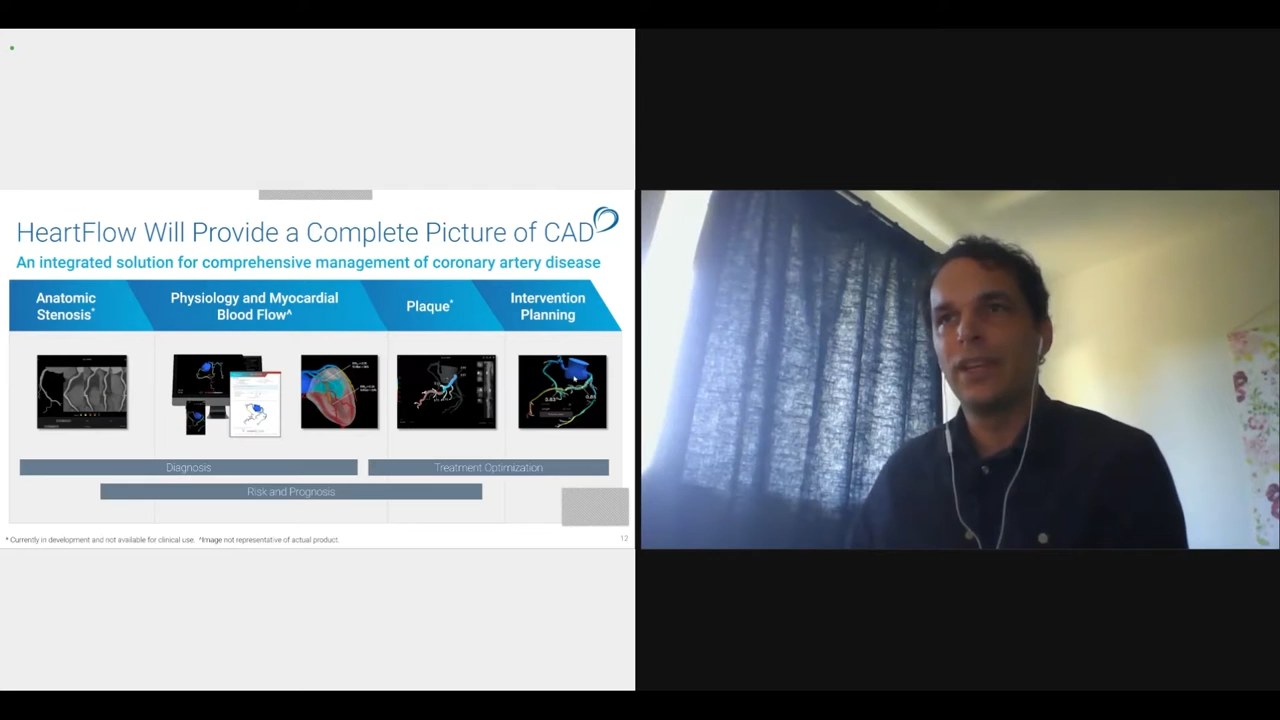 HeartFlow Will Provide a Complete Picture of CAD
An integrated solution for comprehensive management of coronary artery disease
Anatomic
Stenosis*
Physiology and Myocardial
Blood Flow^
Plaque*
Intervention
Planning
0.82
Diagnosis
Treatment Optimization
Risk and Prognosis
* Currently in development and not available for clinical use. ^Image not representative of actual product.
12